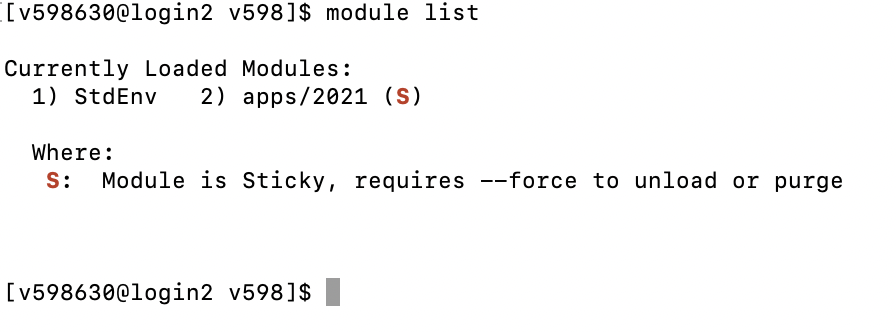 [v598630@login2 v598]$ module list
Currently Loaded Modules:
1) StdEnv 2) apps/2021 (S)
Where:
S: Module is Sticky, requires --force to unload or purge
[v598630@login2 v598]$